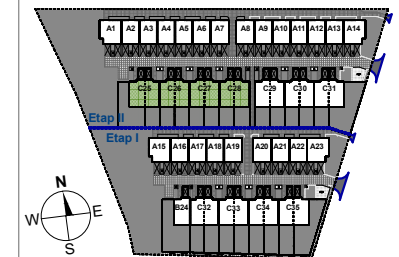 A1 A2 A3 A4 A5 A6 A7 A8 A9 A10 A11 A12 A13 A14
C25 C26 C27 C28 C29 C30 C31
Etap II
Etap I
A15 A16 A17 A18 A19 A20 A21 A22 A23
B24 C32 C33 C34 C35
N
W E
S